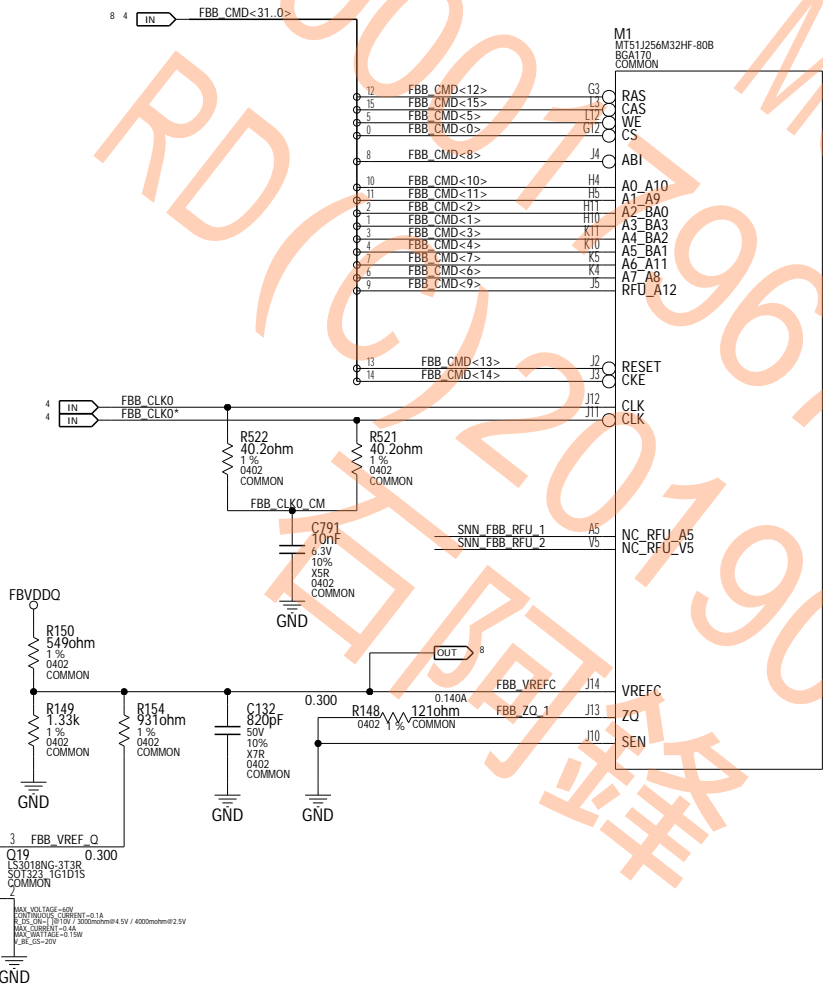 8 4 IN FBB_CMD<31..0>
M1
MT51J256M32HF-80B
BGA170
COMMON
12 FBB_CMD<12> G3 RAS
15 FBB_CMD<15> L3 CAS
5 FBB_CMD<5> L12 WE
0 FBB_CMD<0> G12 CS
8 FBB_CMD<8> J4 ABI
10 FBB_CMD<10> H4 A0_A10
11 FBB_CMD<11> H5 A1_A9
2 FBB_CMD<2> H11 A2_BA0
1 FBB_CMD<1> H10 A3_BA3
3 FBB_CMD<3> K11 A4_BA2
4 FBB_CMD<4> K10 A5_BA1
7 FBB_CMD<7> K5 A6_A11
6 FBB_CMD<6> K4 A7_A8
9 FBB_CMD<9> J5 RFU_A12
13 FBB_CMD<13> J2 RESET
14 FBB_CMD<14> J3 CKE
4 IN FBB_CLK0 J12 CLK
4 IN FBB_CLK0* J11 CLK
R522
40.2ohm
1 %
0402
COMMON
R521
40.2ohm
1 %
0402
COMMON
FBB_CLK0_CM
C791
10nF
6.3V
10%
X5R
0402
COMMON
GND
SNN_FBB_RFU_1 A5 NC_RFU_A5
SNN_FBB_RFU_2 V5 NC_RFU_V5
FBVDDQ
R150
549ohm
1 %
0402
COMMON
OUT 8
0.300
0.140A
FBB_VREFC J14 VREFC
R149
1.33k
1 %
0402
COMMON
GND
R154
931ohm
1 %
0402
COMMON
C132
820pF
50V
10%
X7R
0402
COMMON
GND
R148 121ohm
0402 1 % COMMON
FBB_ZQ_1 J13 ZQ
J10 SEN
GND
3 FBB_VREF_Q
0.300
Q19
LS3018NG-3T3R
SOT323_1G1D1S
COMMON
2
MAX_VOLTAGE=60V
CONTINUOUS_CURRENT=0.1A
MAX_CURRENT=0.4A
MAX_WATTAGE=0.15W
V_BE_GS=20V
GND
RD(C)20190
石阿鋒